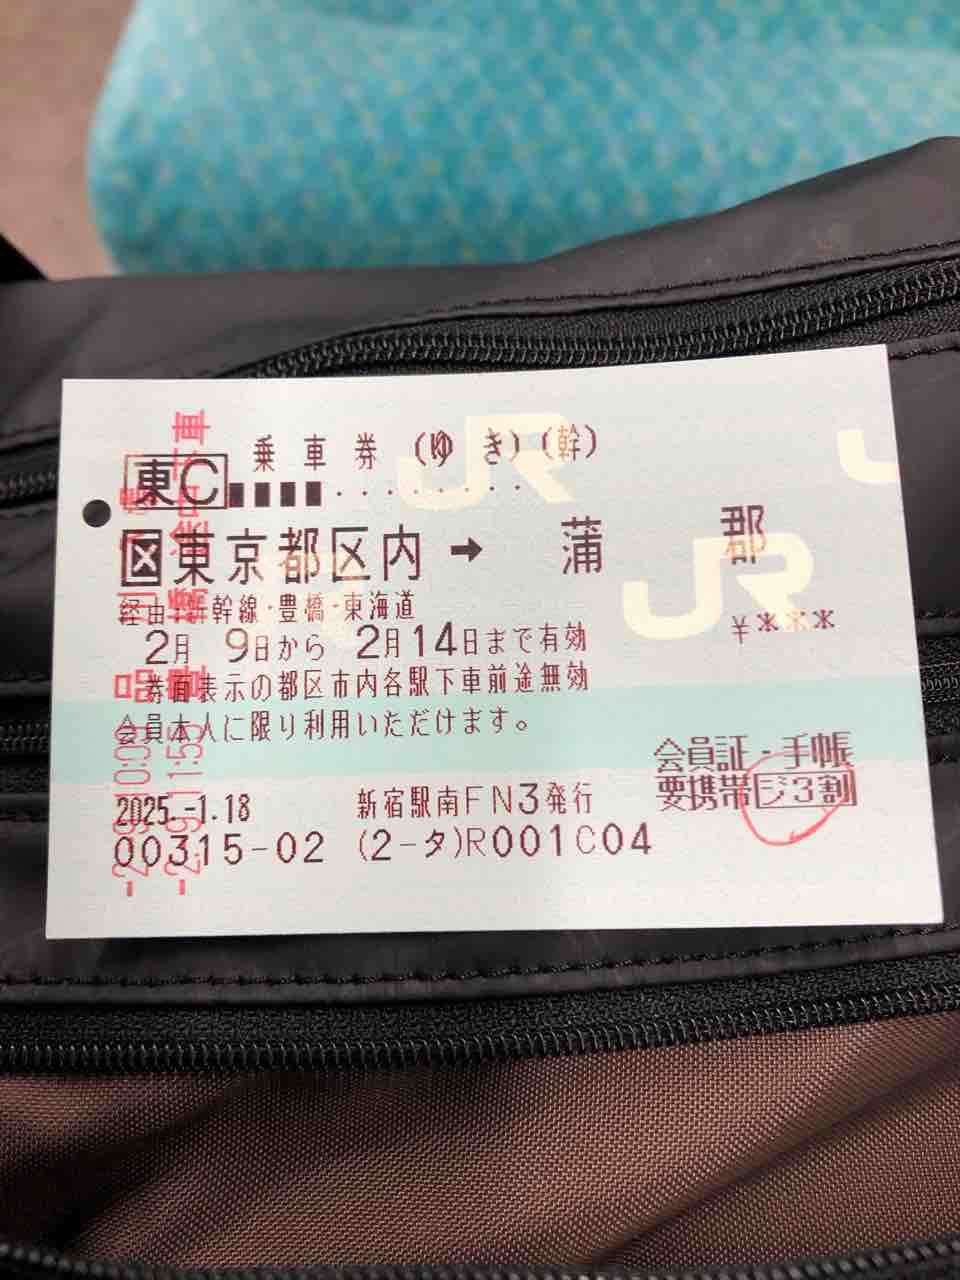 乗車券(ゆき)(幹)
東C
区東京都区内 → 蒲郡
経由:新幹線・豊橋・東海道
2月 9日から 2月14日まで有効 ¥***
券面表示の都区市内各駅下車前途無効
会員本人に限り利用いただけます。
会員証・手帳
要携帯ジ3割
2025.-1.18 新宿駅南FN3発行
00315-02 (2-タ)R001C04
JR
JR